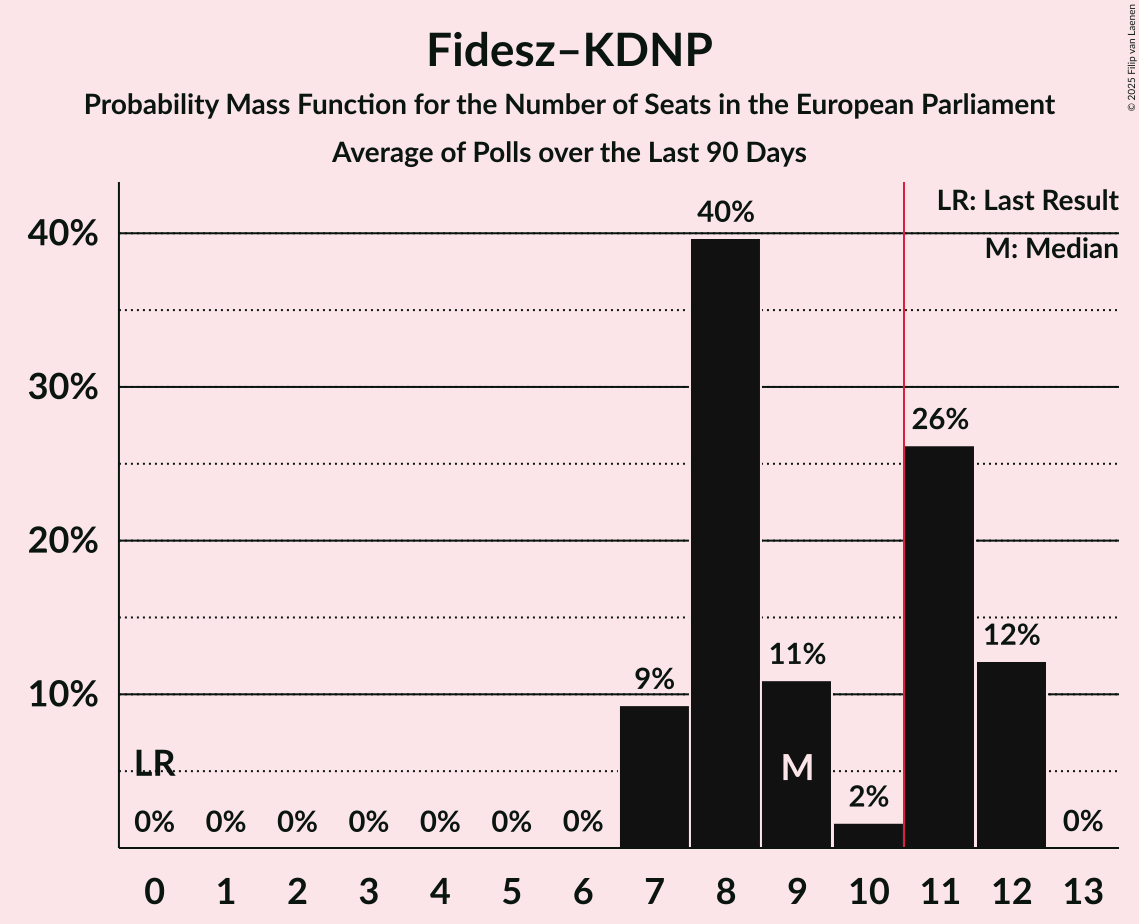 Fidesz–KDNP
Probability Mass Function for the Number of Seats in the European Parliament
Average of Polls over the Last 90 Days
© 2025 Filip van Laenen
LR: Last Result
M: Median
40%
30%
20%
10%
40%
26%
12%
11%
9%
M
LR
2%
0% 0% 0% 0% 0% 0% 0% 0%
0 1 2 3 4 5 6 7 8 9 10 11 12 13